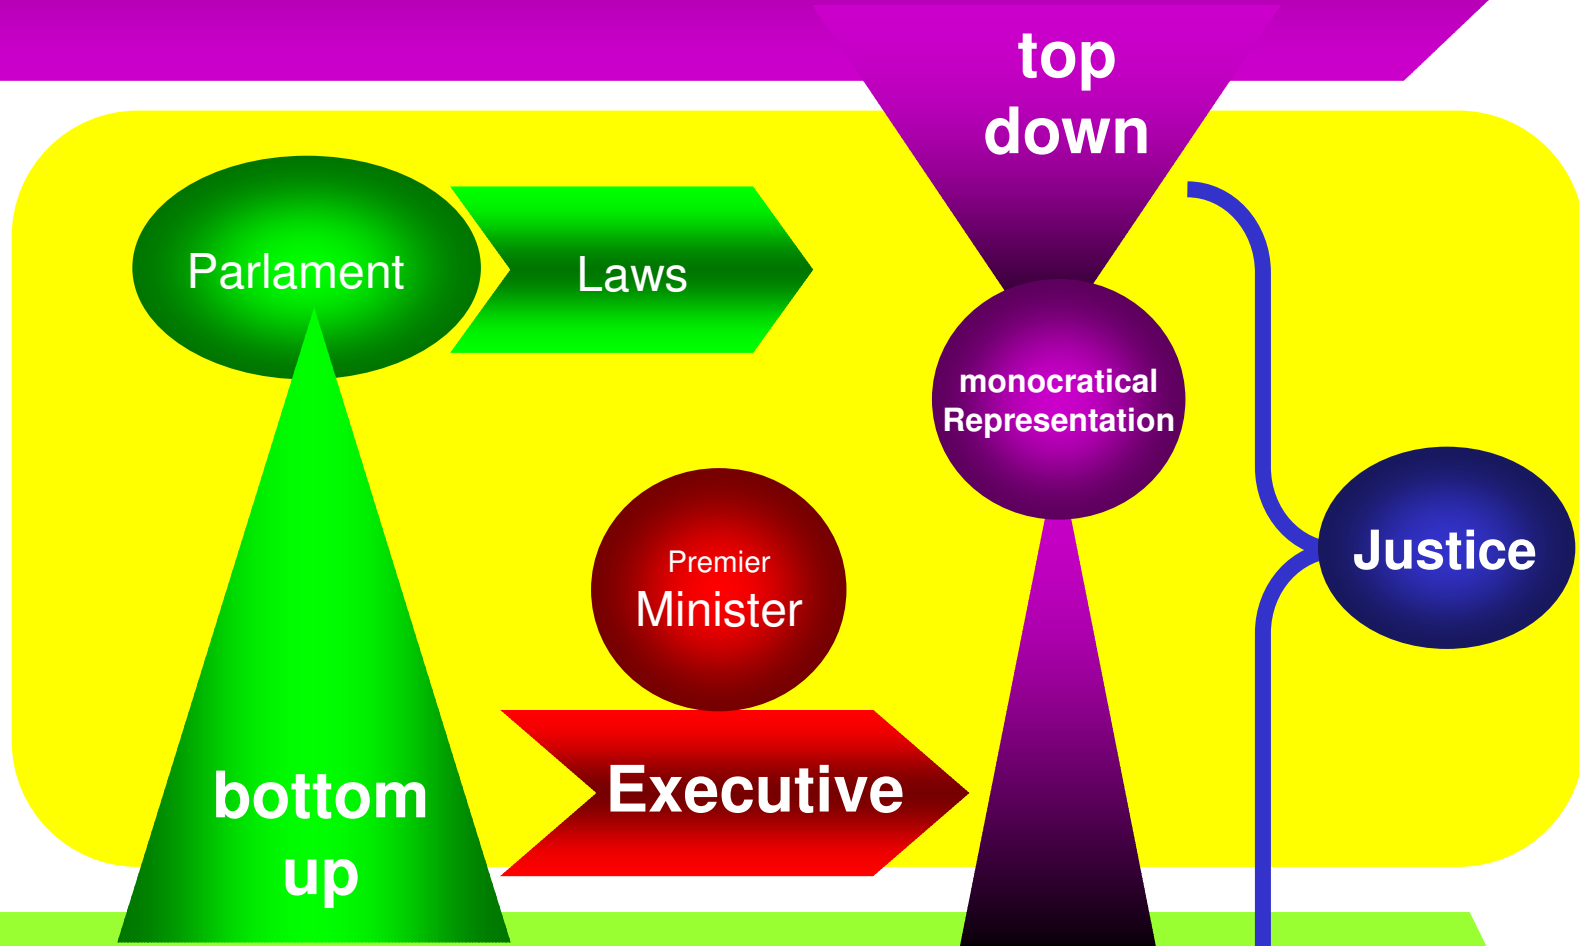 top
down
Parlament
Laws
monocratical
Representation
Premier
Minister
Justice
Executive
bottom
up